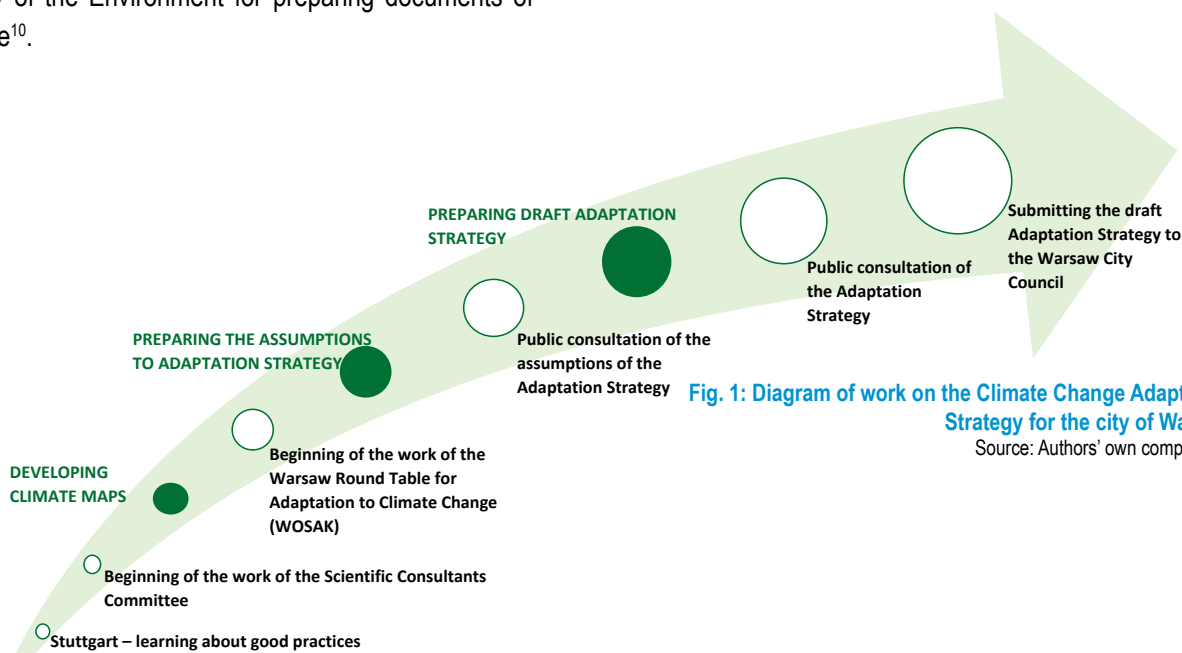 of the Environment for preparing documents of
e¹⁰.
PREPARING DRAFT ADAPTATION
STRATEGY
Submitting the draft
Adaptation Strategy to
the Warsaw City
Council
Public consultation of
the Adaptation
Strategy
PREPARING THE ASSUMPTIONS
TO ADAPTATION STRATEGY
Public consultation of the
assumptions of the
Adaptation Strategy
Fig. 1: Diagram of work on the Climate Change Adapt
Strategy for the city of Wa
Source: Authors' own comp
DEVELOPING
CLIMATE MAPS
Beginning of the work of the
Warsaw Round Table for
Adaptation to Climate Change
(WOSAK)
Beginning of the work of the Scientific Consultants
Committee
Stuttgart – learning about good practices